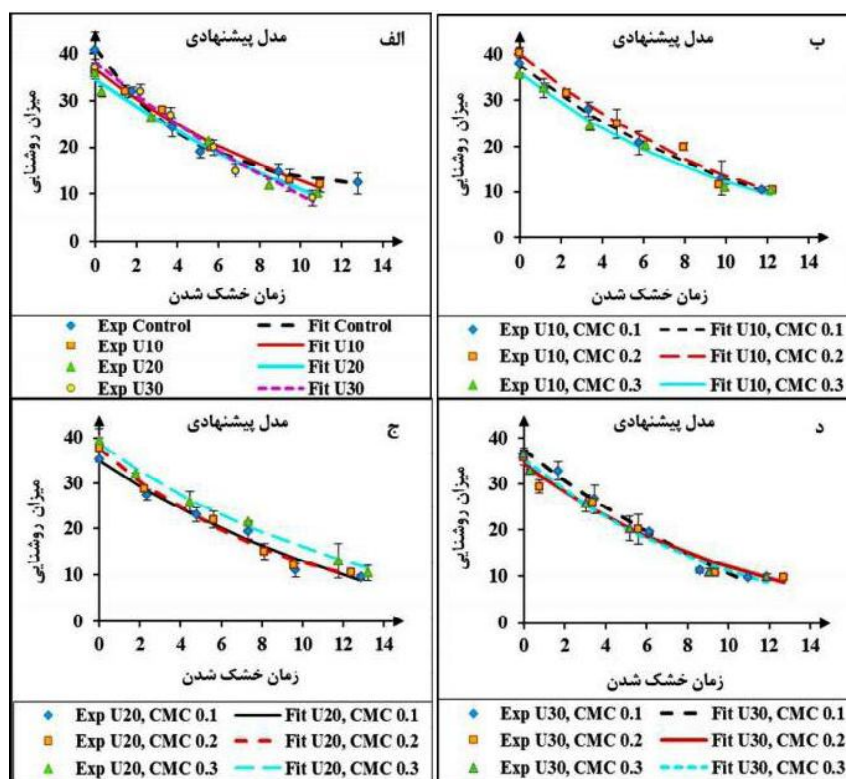 مدل پیشنهادی
الف
40
30
20
10
0
میزان روشنایی
0 2 4 6 8 10 12 14
زمان خشک شدن
Exp Control Fit Control
Exp U10 Fit U10
Exp U20 Fit U20
Exp U30 Fit U30
مدل پیشنهادی
ب
40
30
20
10
0
میزان روشنایی
0 2 4 6 8 10 12 14
زمان خشک شدن
Exp U10, CMC 0.1 Fit U10, CMC 0.1
Exp U10, CMC 0.2 Fit U10, CMC 0.2
Exp U10, CMC 0.3 Fit U10, CMC 0.3
مدل پیشنهادی
ج
40
30
20
10
0
میزان روشنایی
0 2 4 6 8 10 12 14
زمان خشک شدن
Exp U20, CMC 0.1 Fit U20, CMC 0.1
Exp U20, CMC 0.2 Fit U20, CMC 0.2
Exp U20, CMC 0.3 Fit U20, CMC 0.3
مدل پیشنهادی
د
40
30
20
10
0
میزان روشنایی
0 2 4 6 8 10 12 14
زمان خشک شدن
Exp U30, CMC 0.1 Fit U30, CMC 0.1
Exp U30, CMC 0.2 Fit U30, CMC 0.2
Exp U30, CMC 0.3 Fit U30, CMC 0.3